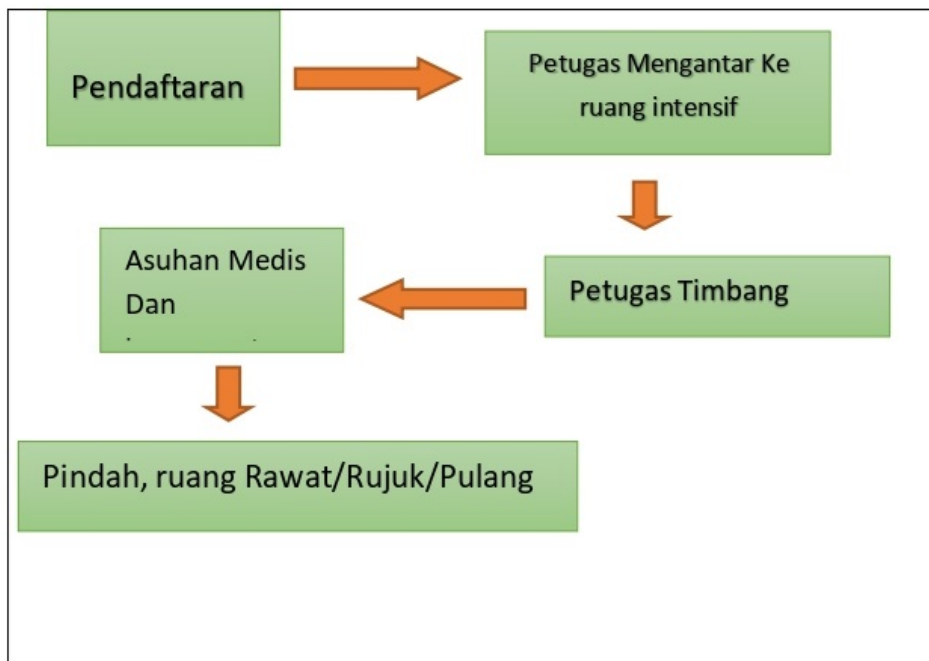 Pendaftaran
Petugas Mengantar Ke
ruang intensif
Petugas Timbang
Asuhan Medis
Dan
Pindah, ruang Rawat/Rujuk/Pulang